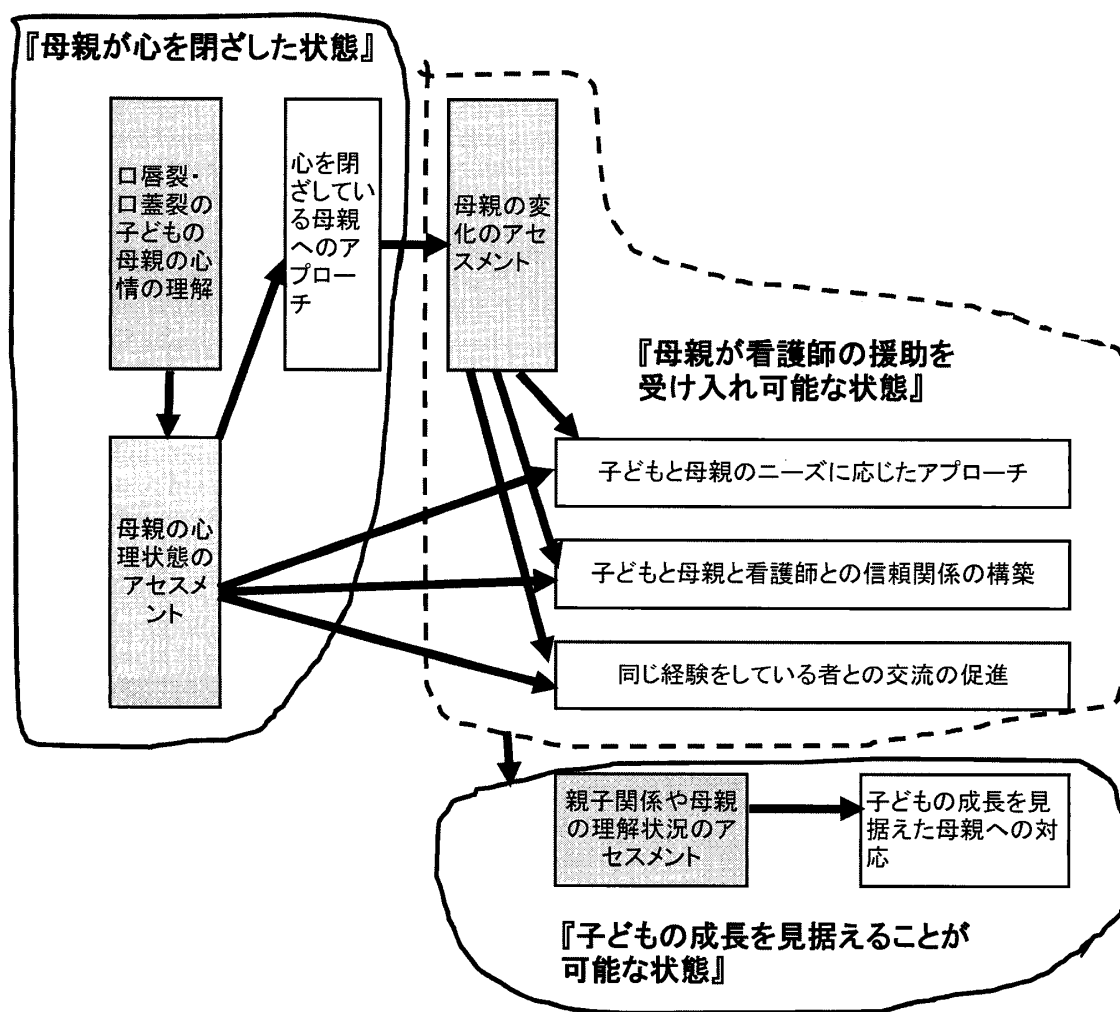 『母親が心を閉ざした状態』
口唇裂・
口蓋裂の
子どもの
母親の心
情の理解
心を閉
ざしてい
る母親
へのア
プロー
チ
母親の変
化のアセ
スメント
『母親が看護師の援助を
受け入れ可能な状態』
母親の心
理状態の
アセスメ
ント
子どもと母親のニーズに応じたアプローチ
子どもと母親と看護師との信頼関係の構築
同じ経験をしている者との交流の促進
親子関係や母親
の理解状況のア
セスメント
子どもの成長を見
据えた母親への対
応
『子どもの成長を見据えることが
可能な状態』